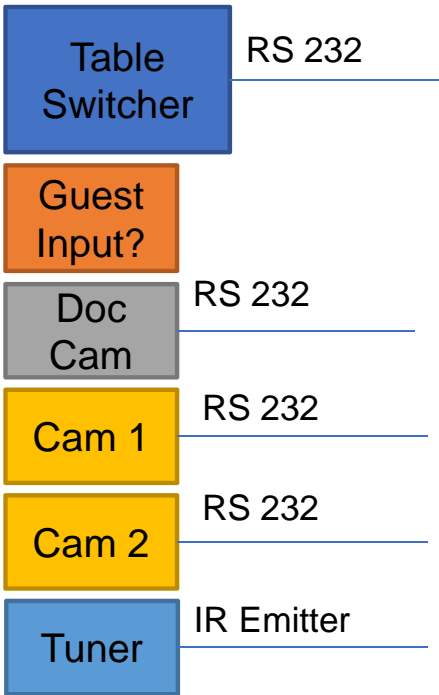 Table
Switcher
RS 232
Guest
Input?
Doc
Cam
RS 232
Cam 1
RS 232
Cam 2
RS 232
Tuner
IR Emitter